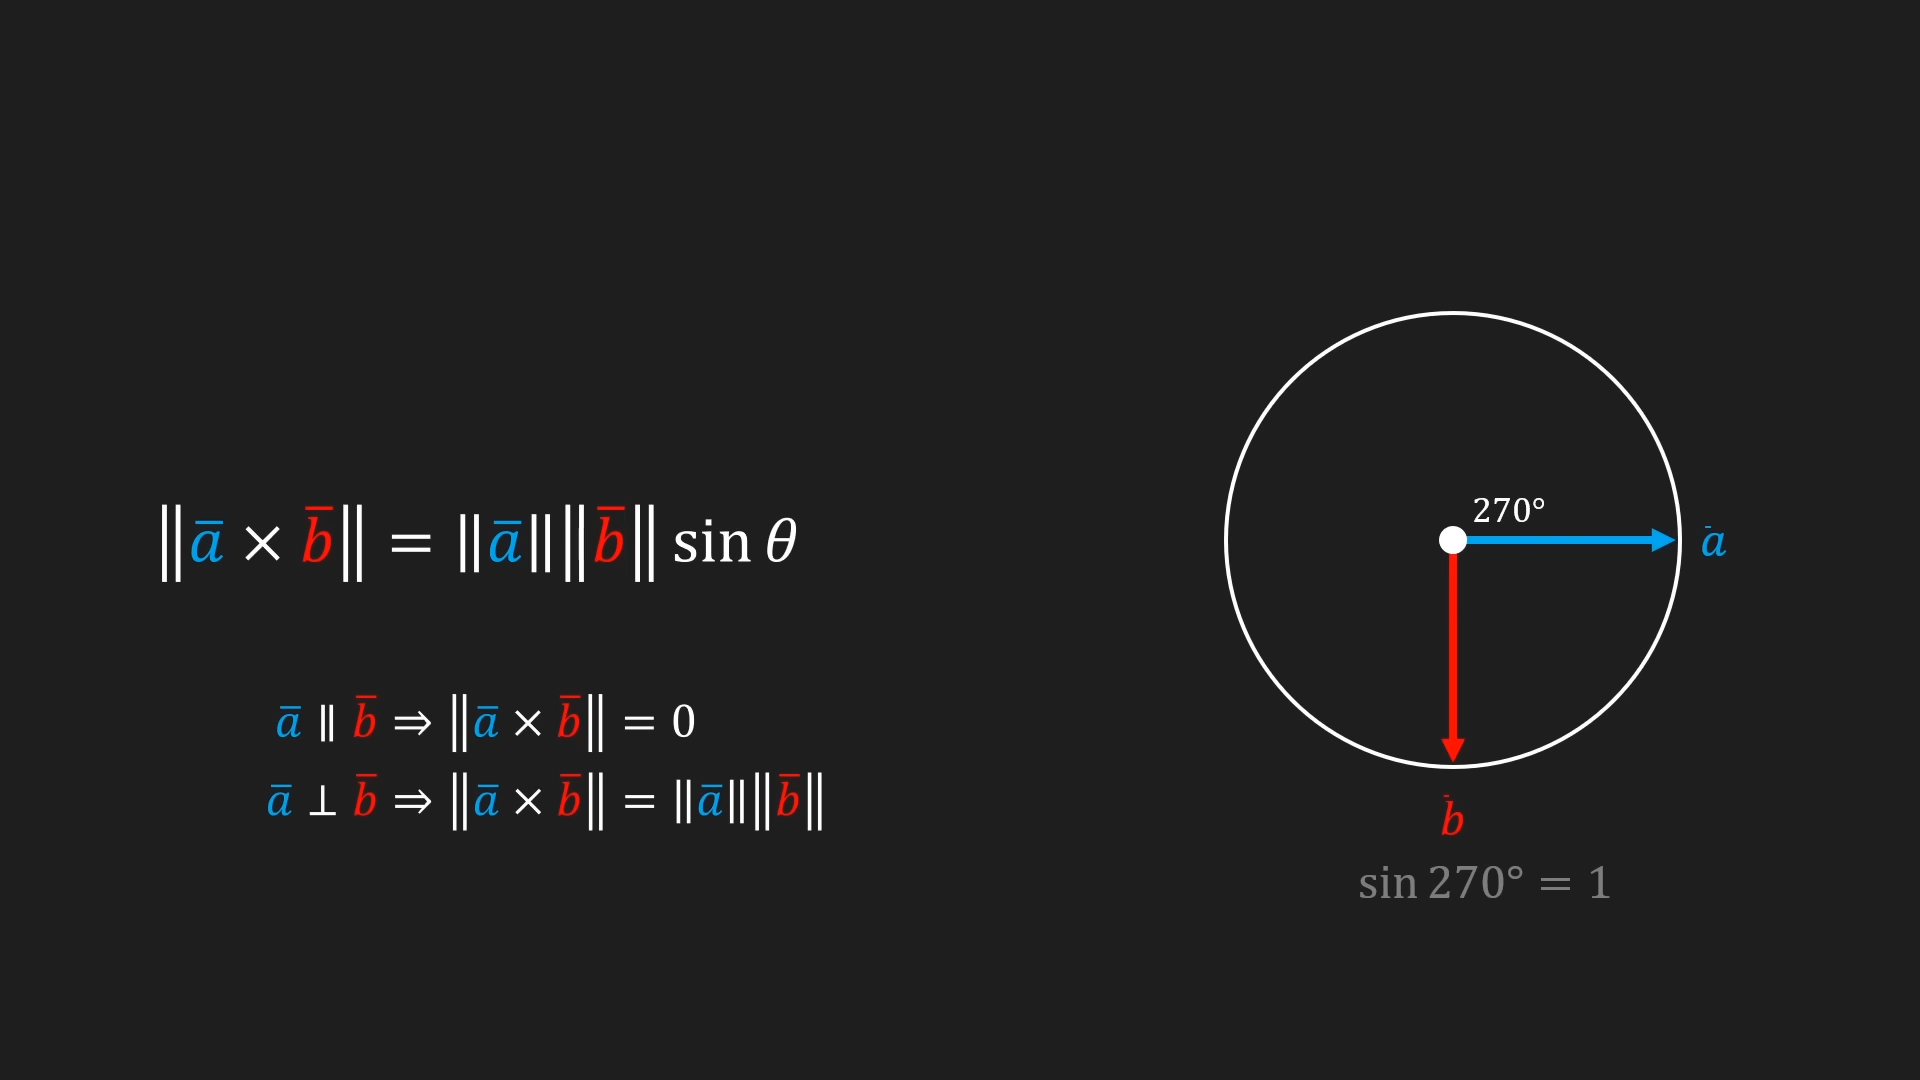 ‖a̅ × b̅‖ = ‖a̅‖‖b̅‖ sin θ
a̅ ∥ b̅ ⇒ ‖a̅ × b̅‖ = 0
a̅ ⊥ b̅ ⇒ ‖a̅ × b̅‖ = ‖a̅‖‖b̅‖
270°
a̅
b̅
sin 270° = 1